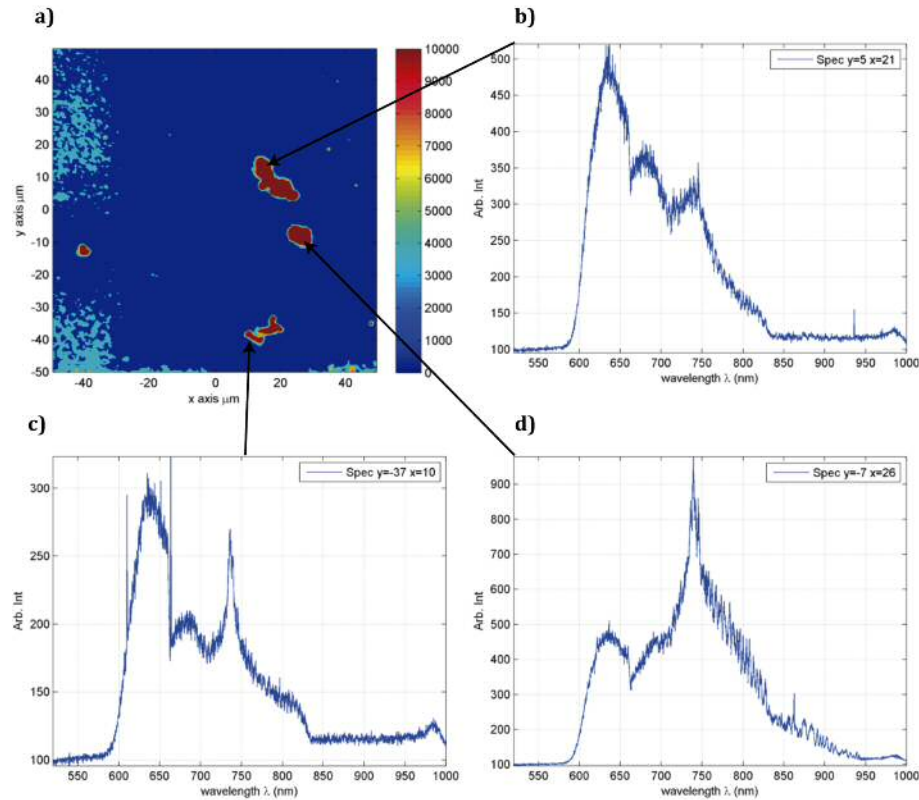 a)
50
40
30
20
10
0
-10
-20
-30
-40
-50
y axis μm
-40 -20 0 20 40
x axis μm
10000
9000
8000
7000
6000
5000
4000
3000
2000
1000
0
b)
Spec y=5 x=21
500
450
400
350
300
250
200
150
100
Arb. Int
550 600 650 700 750 800 850 900 950 1000
wavelength λ (nm)
c)
Spec y=-37 x=10
300
250
200
150
100
Arb. Int
550 600 650 700 750 800 850 900 950 1000
wavelength λ (nm)
d)
Spec y=-7 x=26
900
800
700
600
500
400
300
200
100
Arb. Int
550 600 650 700 750 800 850 900 950 1000
wavelength λ (nm)